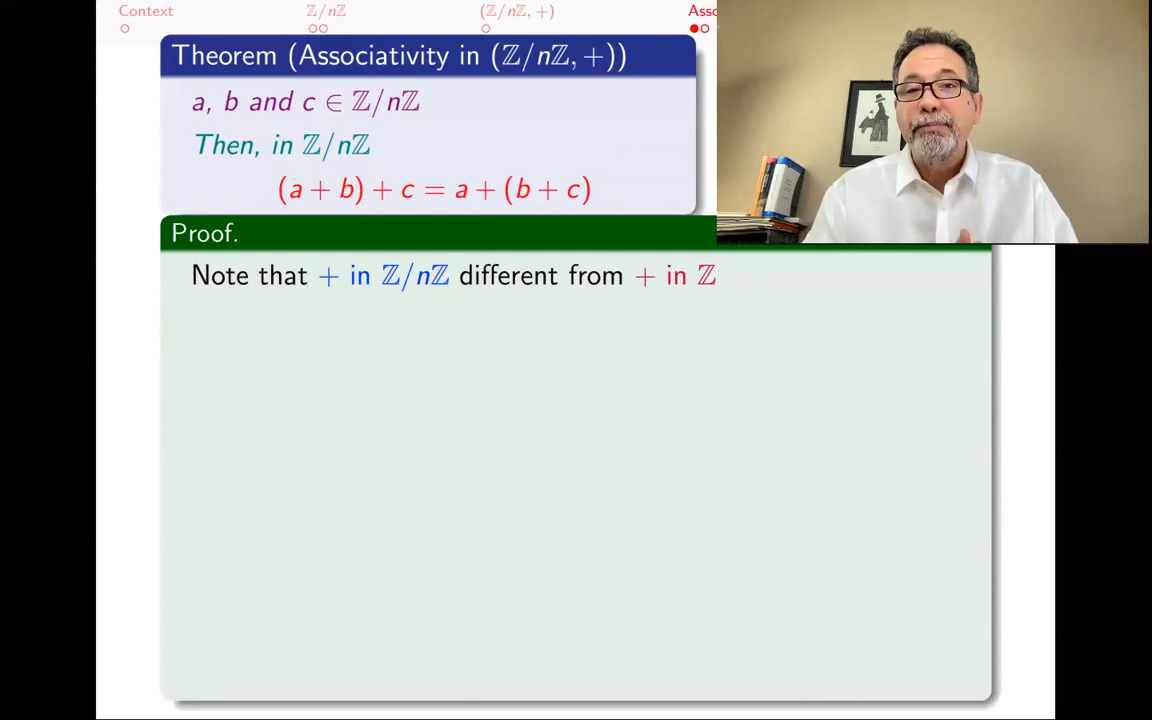 Context
ℤ/nℤ
(ℤ/nℤ, +)
Asso
Theorem (Associativity in (ℤ/nℤ, +))
a, b and c ∈ ℤ/nℤ
Then, in ℤ/nℤ
(a + b) + c = a + (b + c)
Proof.
Note that + in ℤ/nℤ different from + in ℤ